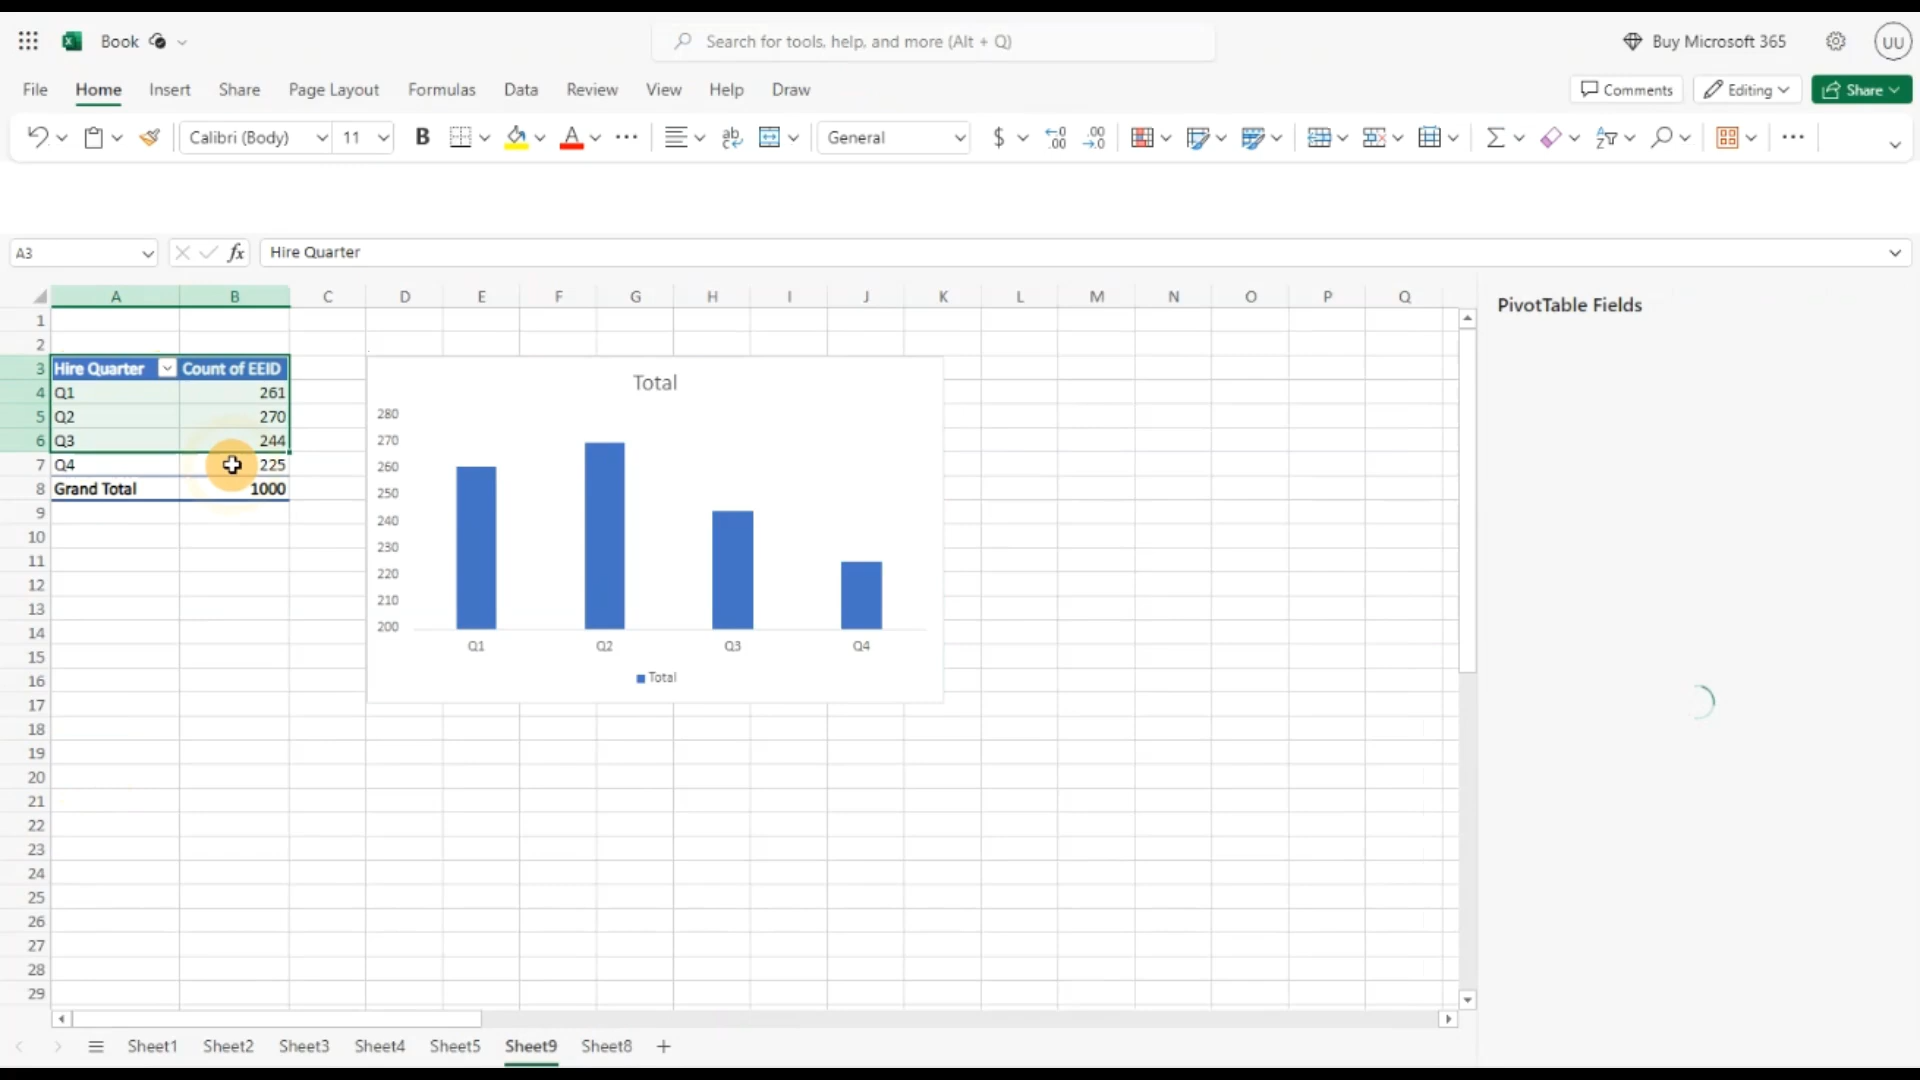 Book
Search for tools, help, and more (Alt + Q)
Buy Microsoft 365
UU
File Home Insert Share Page Layout Formulas Data Review View Help Draw
Comments Editing Share
Calibri (Body) 11 B A ab General $ .00 .00
A3 fx Hire Quarter
A B C D E F G H I J K L M N O P Q
PivotTable Fields
1
2
3 Hire Quarter Count of EEID
4 Q1 261
5 Q2 270
6 Q3 244
7 Q4 225
8 Grand Total 1000
9
10
11
12
13
14
15
16
17
18
19
20
21
22
23
24
25
26
27
28
29
Total
280
270
260
250
240
230
220
210
200
Q1 Q2 Q3 Q4
Total
Sheet1 Sheet2 Sheet3 Sheet4 Sheet5 Sheet9 Sheet8 +